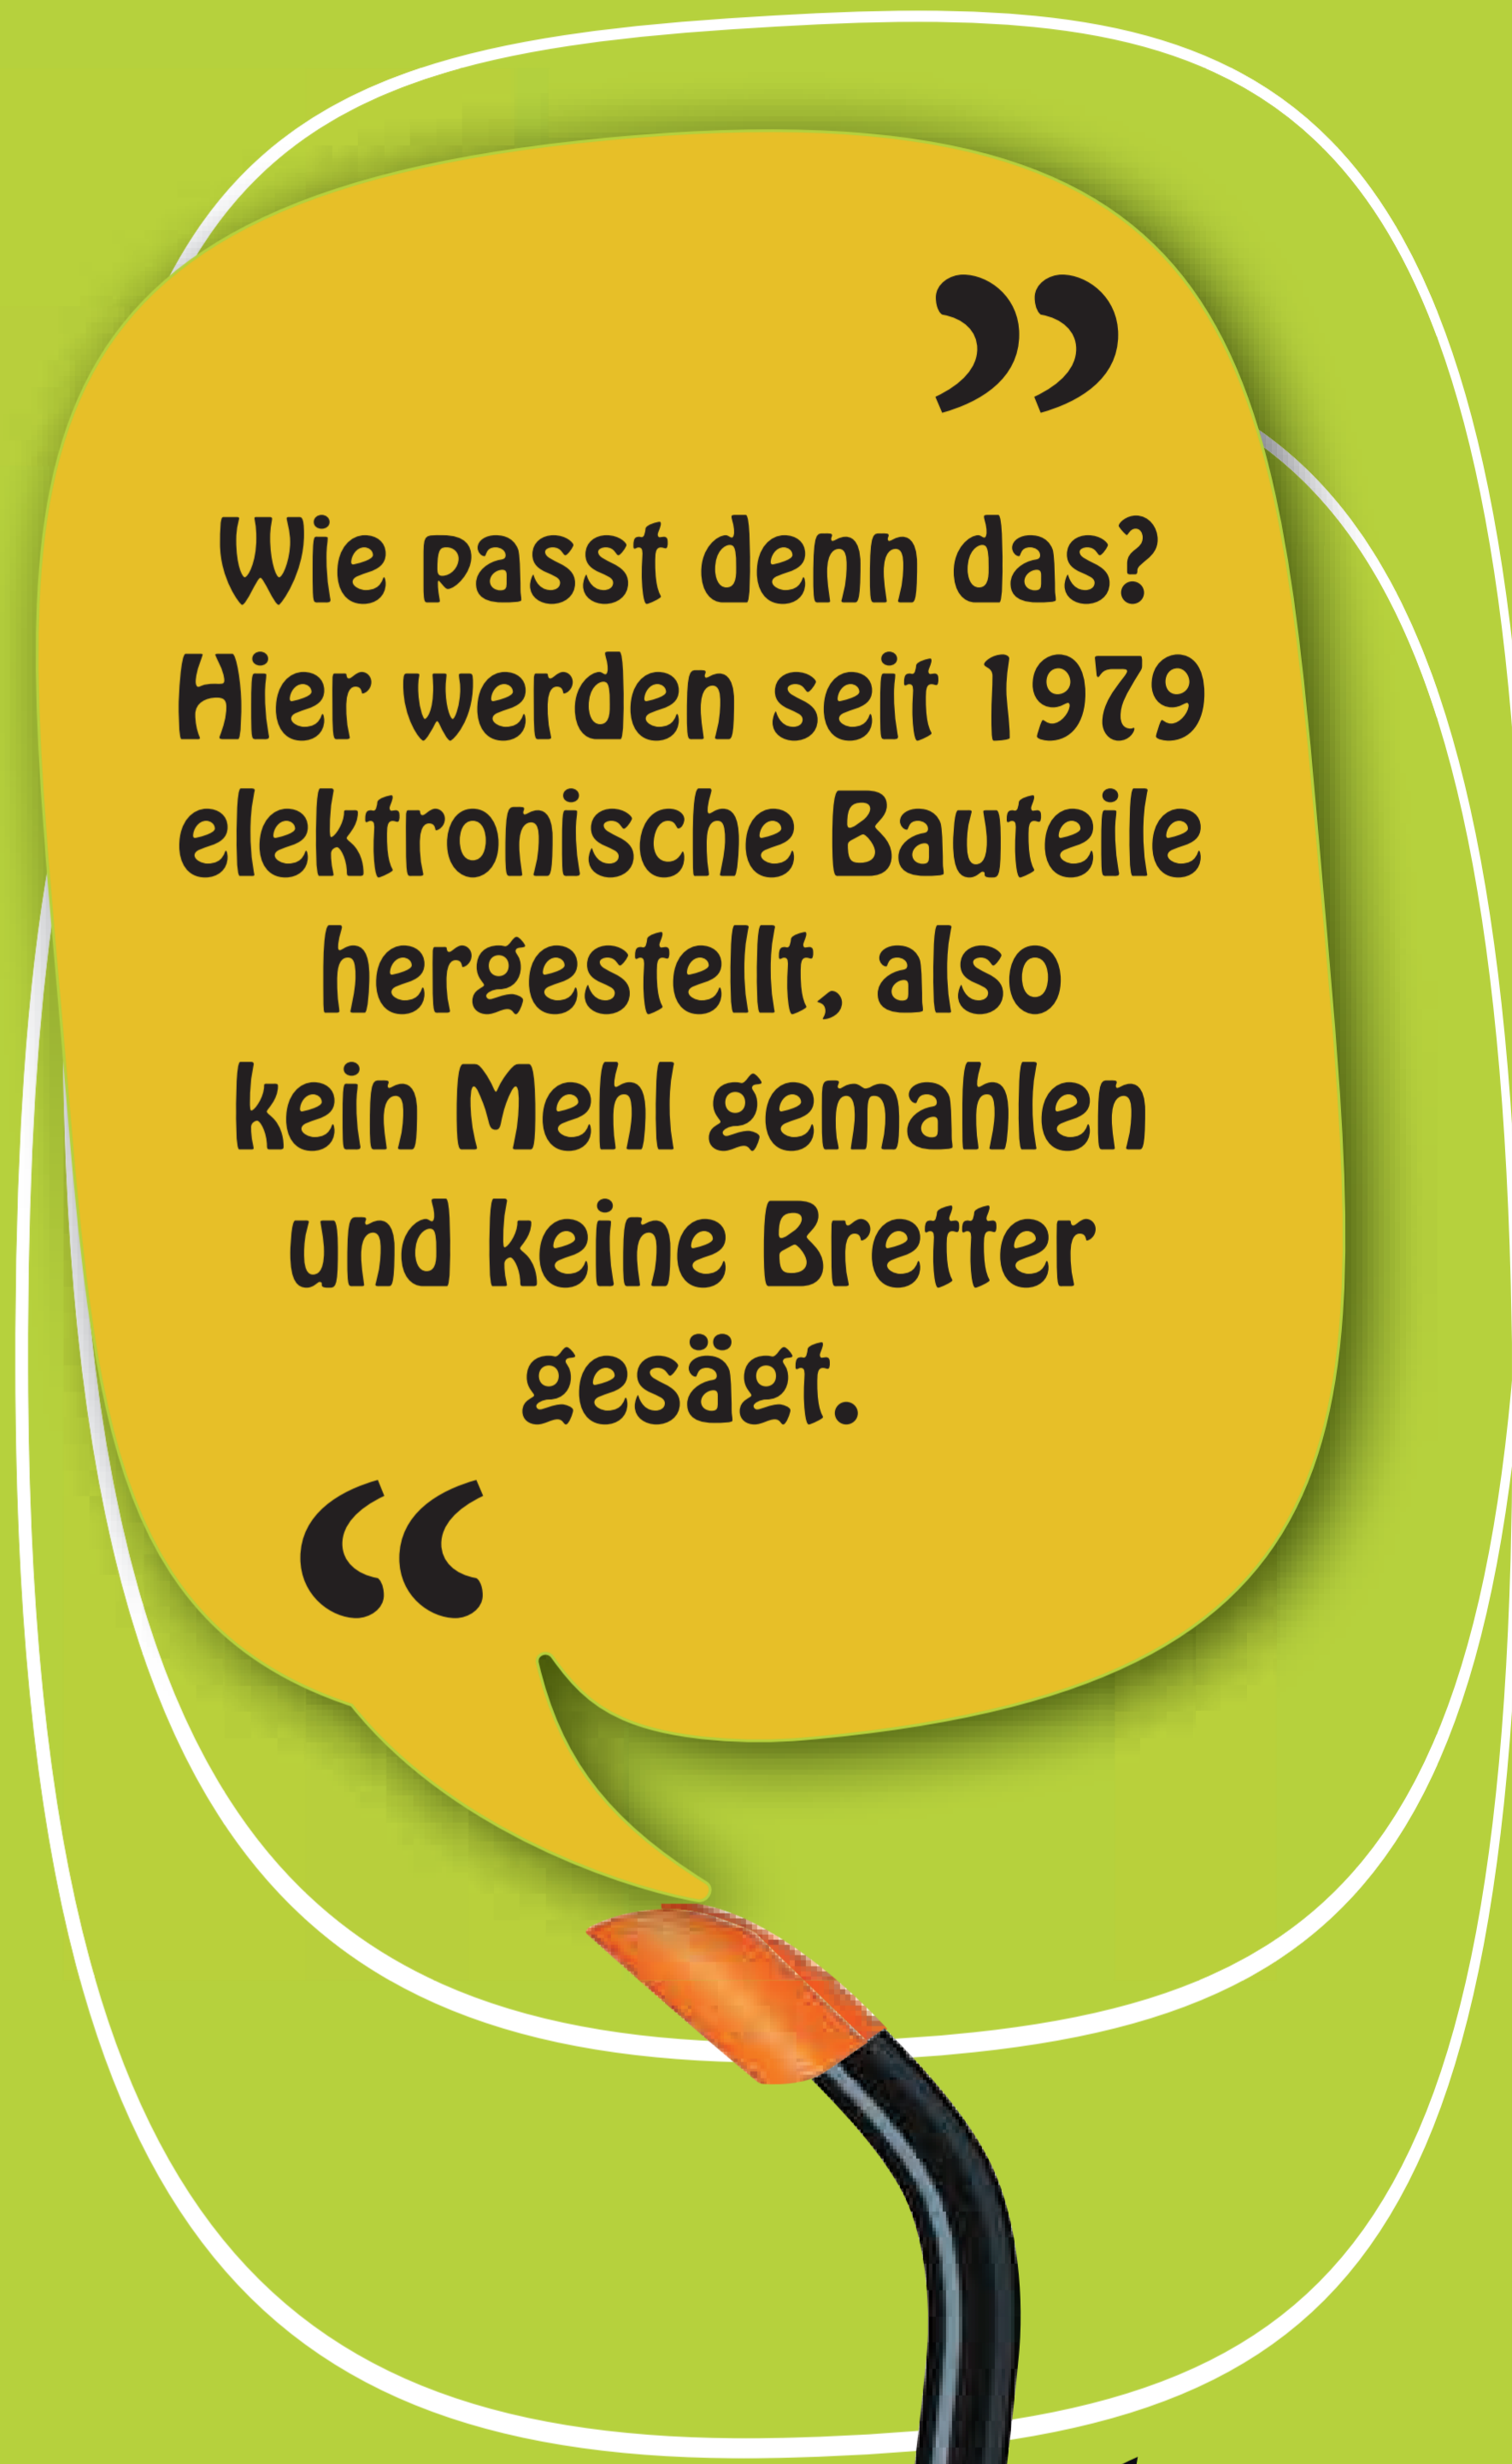 ”
Wie passt denn das?
Hier werden seit 1979
elektronische Bauteile
hergestellt, also
kein Mehl gemahlen
und keine Bretter
gesägt.
“